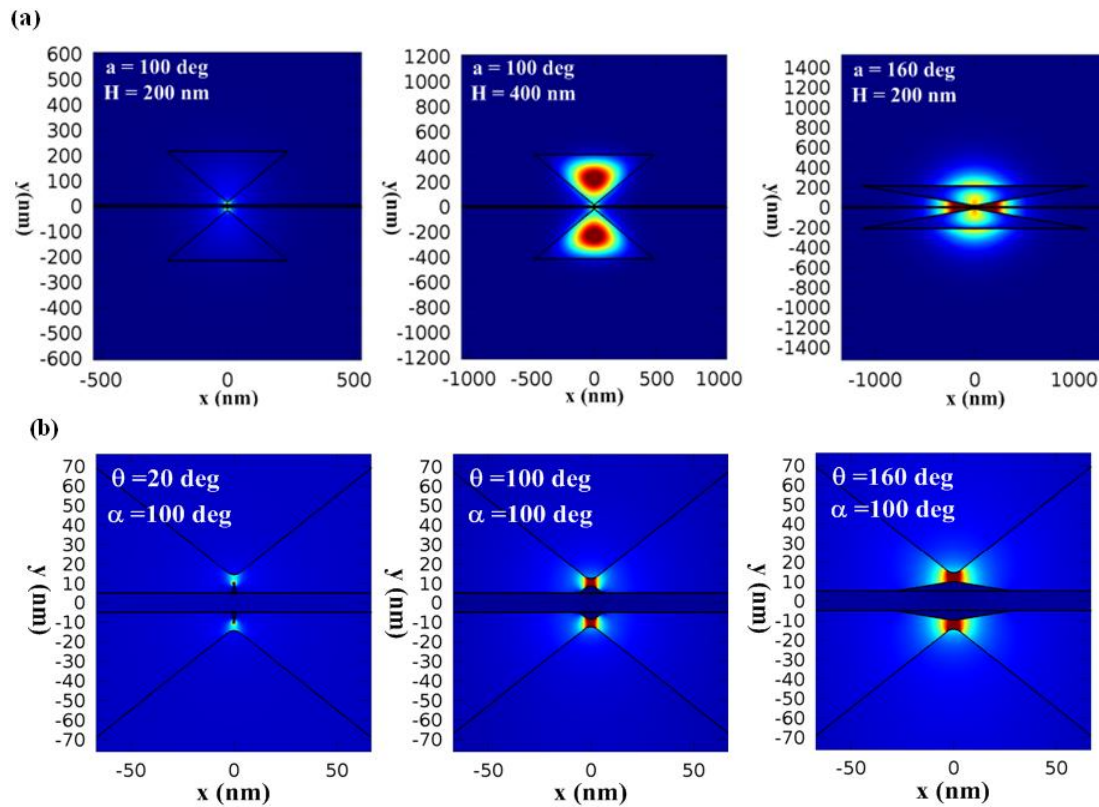 (a)
a = 100 deg
H = 200 nm
y(nm)
600
500
400
300
200
100
0
-100
-200
-300
-400
-500
-600
-500 0 500
x (nm)
a = 100 deg
H = 400 nm
y(nm)
1200
1000
800
600
400
200
0
-200
-400
-600
-800
-1000
-1200
-1000 -500 0 500 1000
x (nm)
a = 160 deg
H = 200 nm
y(nm)
1400
1200
1000
800
600
400
200
0
-200
-400
-600
-800
-1000
-1200
-1400
-1000 0 1000
x (nm)
(b)
θ =20 deg
α =100 deg
y (nm)
70
60
50
40
30
20
10
0
-10
-20
-30
-40
-50
-60
-70
-50 0 50
x (nm)
θ =100 deg
α =100 deg
y (nm)
70
60
50
40
30
20
10
0
-10
-20
-30
-40
-50
-60
-70
-50 0 50
x (nm)
θ =160 deg
α =100 deg
y (nm)
70
60
50
40
30
20
10
0
-10
-20
-30
-40
-50
-60
-70
-50 0 50
x (nm)